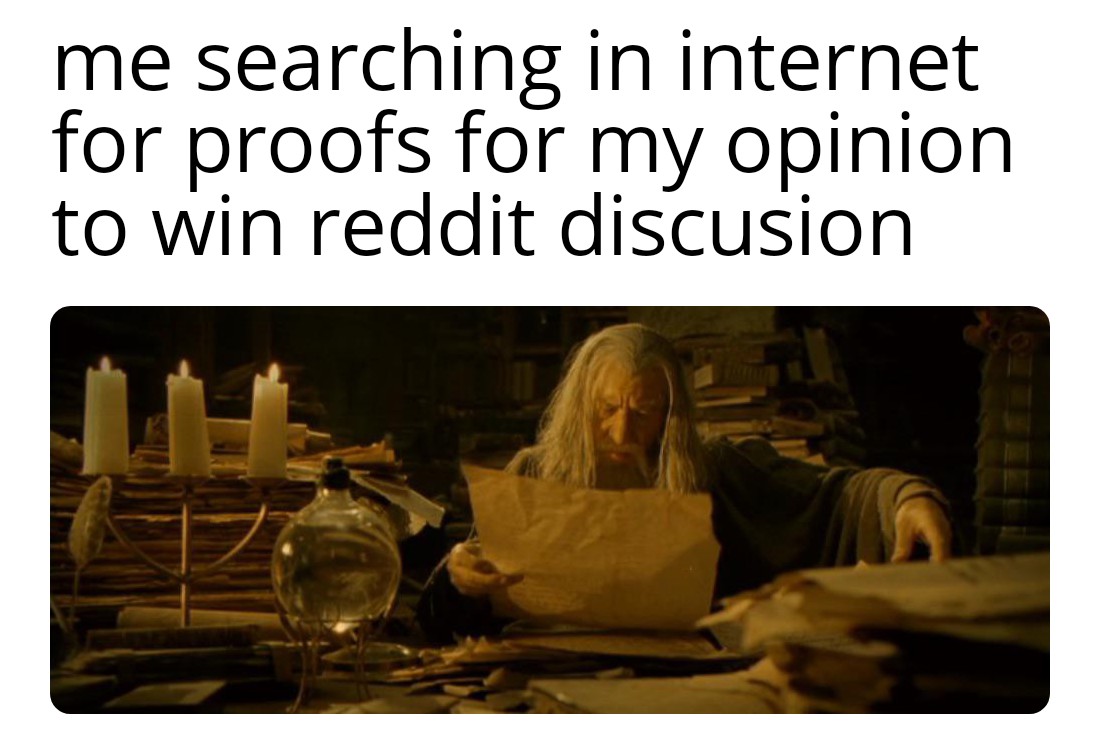 me searching in internet
for proofs for my opinion
to win reddit discusion